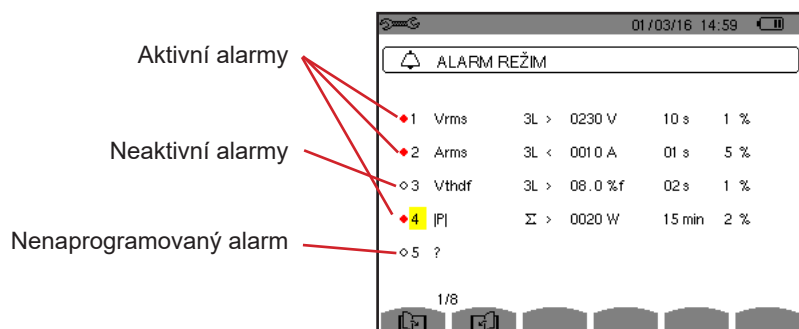 01/03/16 14:59
ALARM REŽIM
Aktivní alarmy
1 Vrms 3L > 0230 V 10 s 1 %
2 Arms 3L < 0010 A 01 s 5 %
Neaktivní alarmy
3 Vthdf 3L > 08.0 %f 02 s 1 %
4 |P| Σ > 0020 W 15 min 2 %
Nenaprogramovaný alarm
5 ?
1/8